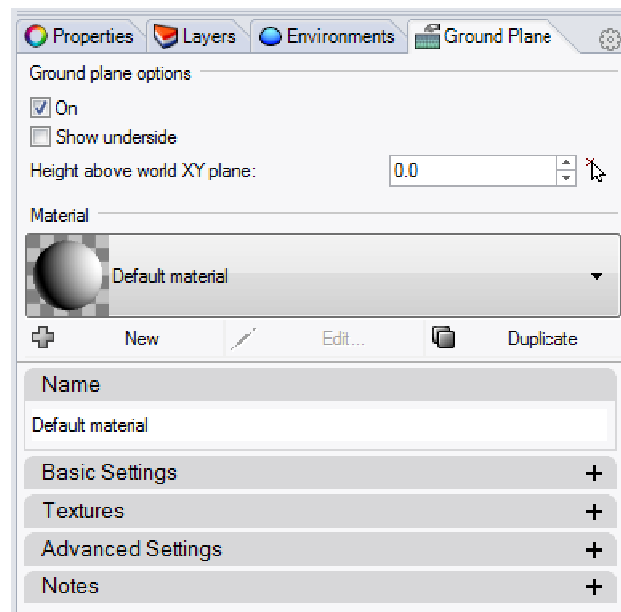 Properties Layers Environments Ground Plane
Ground plane options
On
Show underside
Height above world XY plane: 0.0
Material
Default material
New Edit... Duplicate
Name
Default material
Basic Settings
Textures
Advanced Settings
Notes